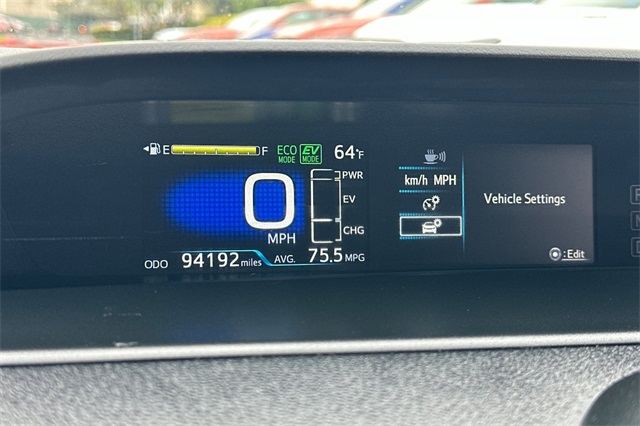 E F ECO MODE EV MODE 64°F
PWR
km/h MPH
EV
0
Vehicle Settings
CHG
MPH
ODO 94192 miles AVG. 75.5 MPG
:Edit